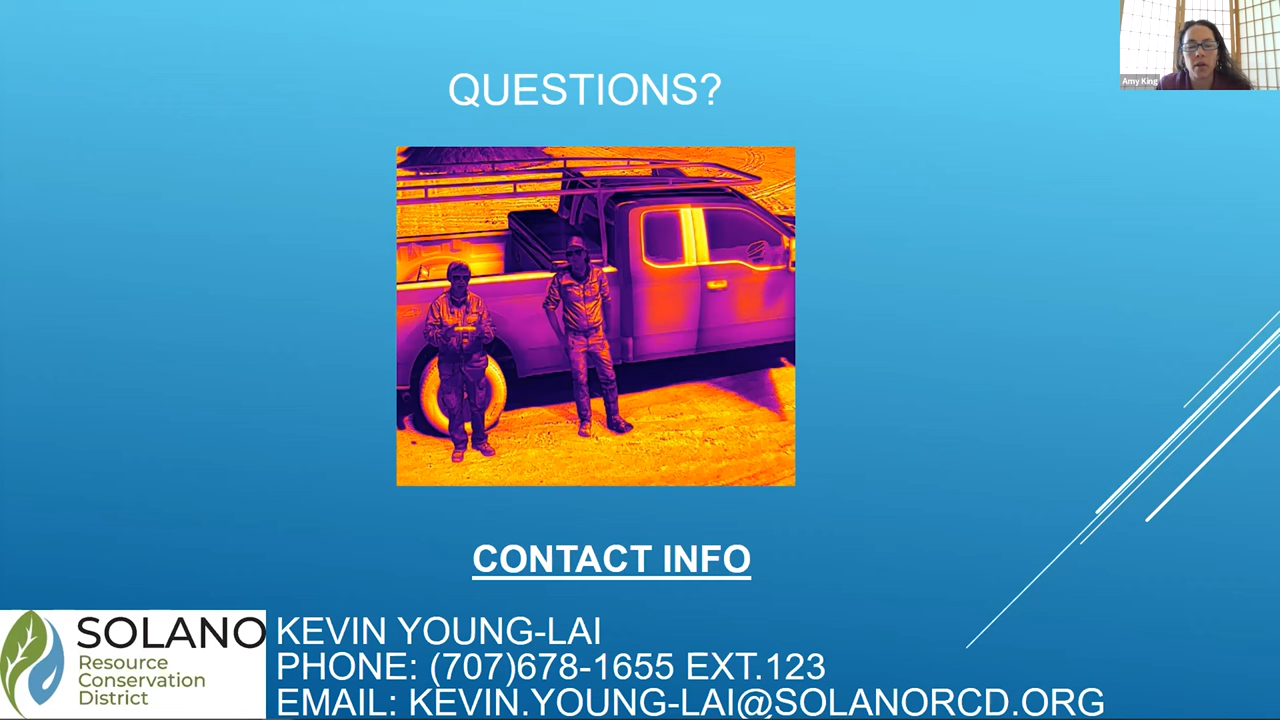 Amy King
QUESTIONS?
CONTACT INFO
SOLANO
Resource
Conservation
District
KEVIN YOUNG-LAI
PHONE: (707)678-1655 EXT.123
EMAIL: KEVIN.YOUNG-LAI@SOLANORCD.ORG